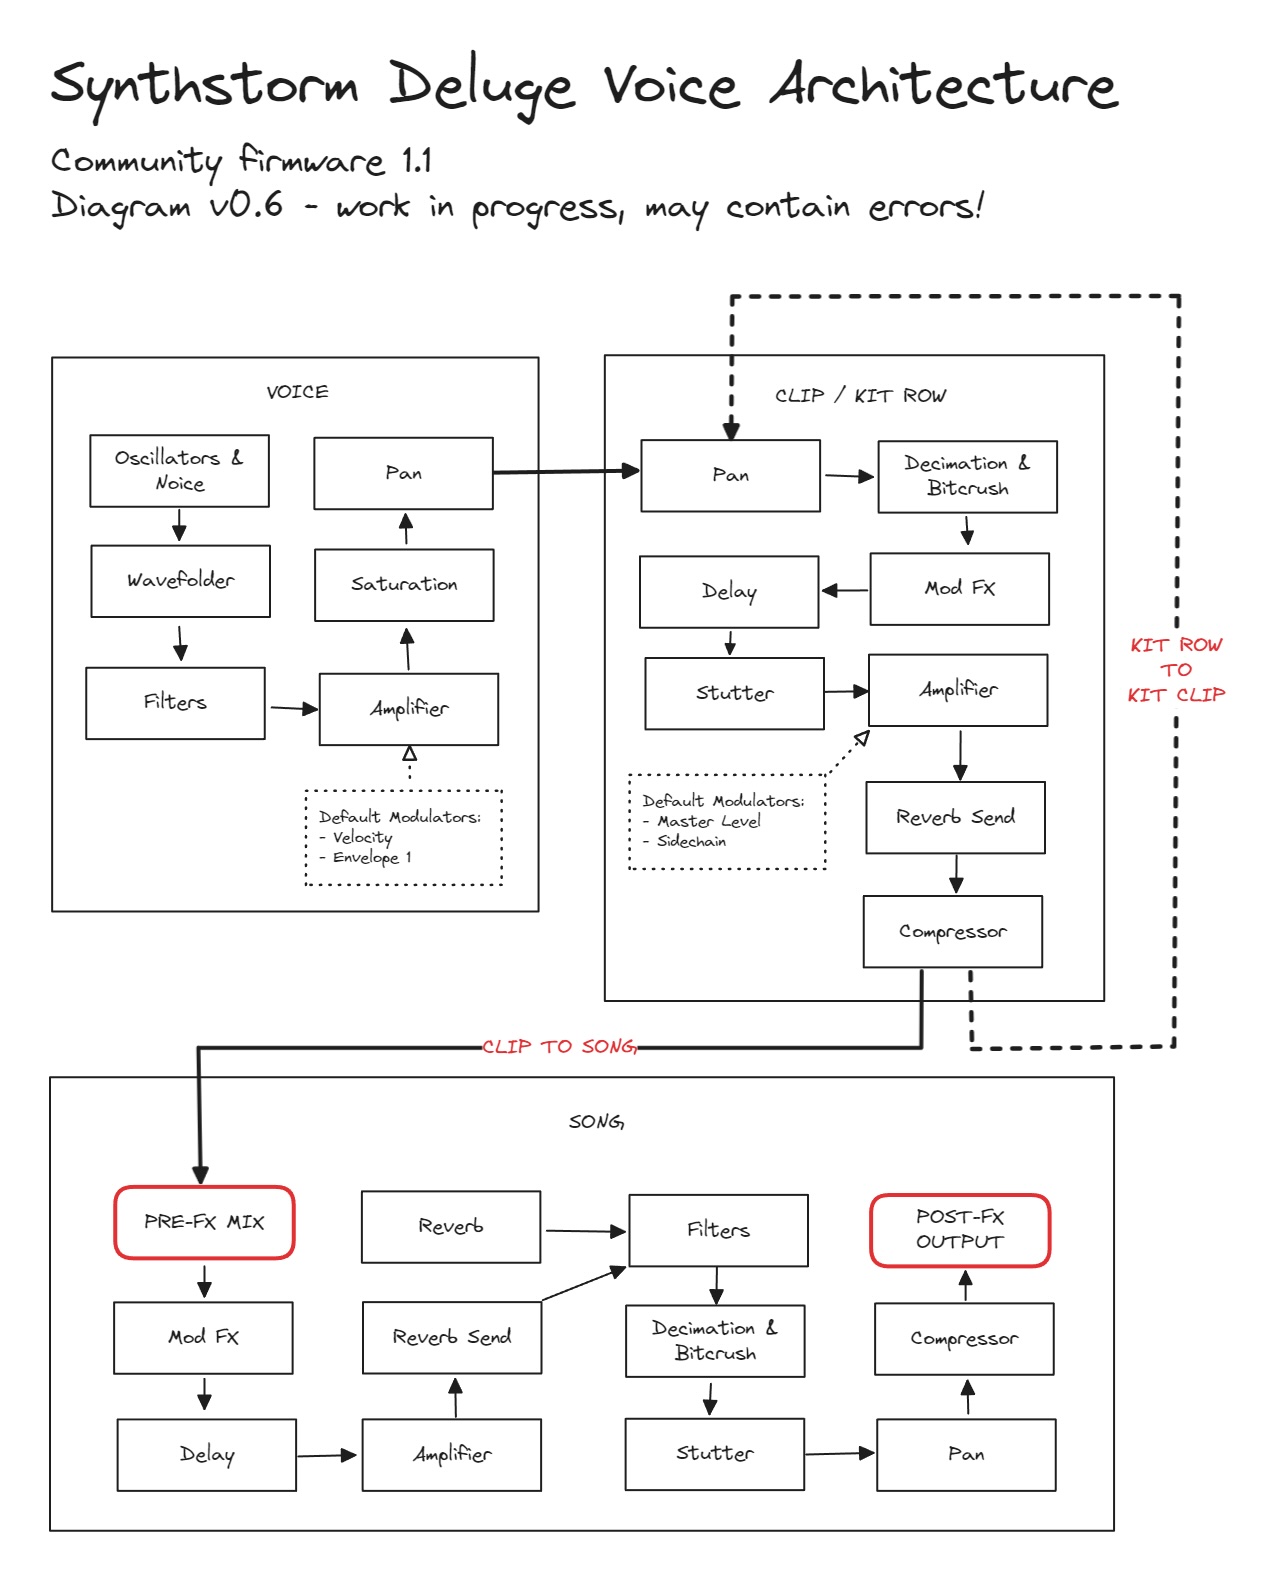 Synthstorm Deluge Voice Architecture
Community firmware 1.1
Diagram v0.6 - work in progress, may contain errors!
VOICE
Oscillators &
Noice
Wavefolder
Filters
Pan
Saturation
Amplifier
Default Modulators:
- Velocity
- Envelope 1
CLIP / KIT ROW
Pan
Decimation &
Bitcrush
Delay
Mod FX
Stutter
Amplifier
Default Modulators:
- Master Level
- Sidechain
Reverb Send
Compressor
KIT ROW
TO
KIT CLIP
CLIP TO SONG
SONG
PRE-FX MIX
Mod FX
Delay
Reverb
Reverb Send
Amplifier
Filters
Decimation &
Bitcrush
Stutter
POST-FX
OUTPUT
Compressor
Pan